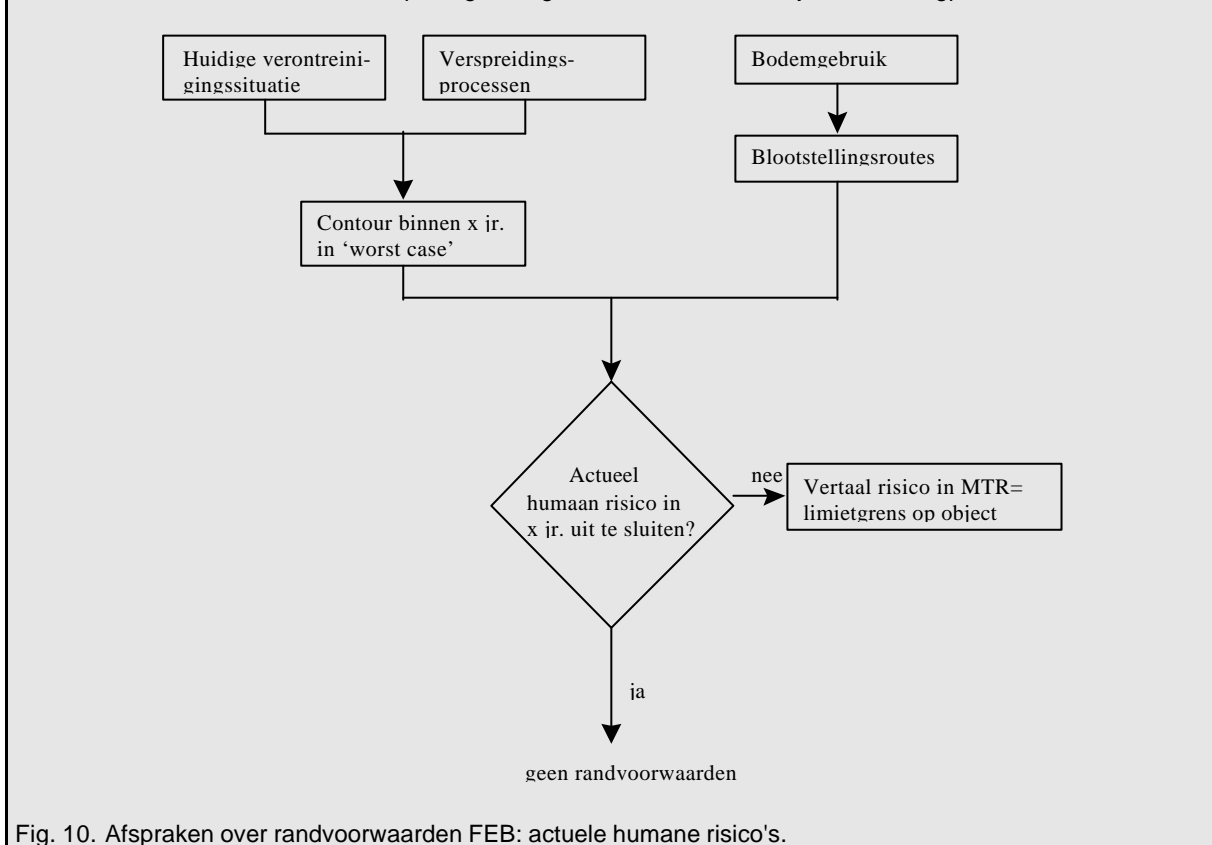 Huidige verontreini-
gingssituatie
Verspreidings-
processen
Bodemgebruik
Blootstellingsroutes
Contour binnen x jr.
in ‘worst case’
Actueel
humaan risico in
x jr. uit te sluiten?
nee
Vertaal risico in MTR=
limietgrens op object
ja
geen randvoorwaarden
Fig. 10. Afspraken over randvoorwaarden FEB: actuele humane risico's.